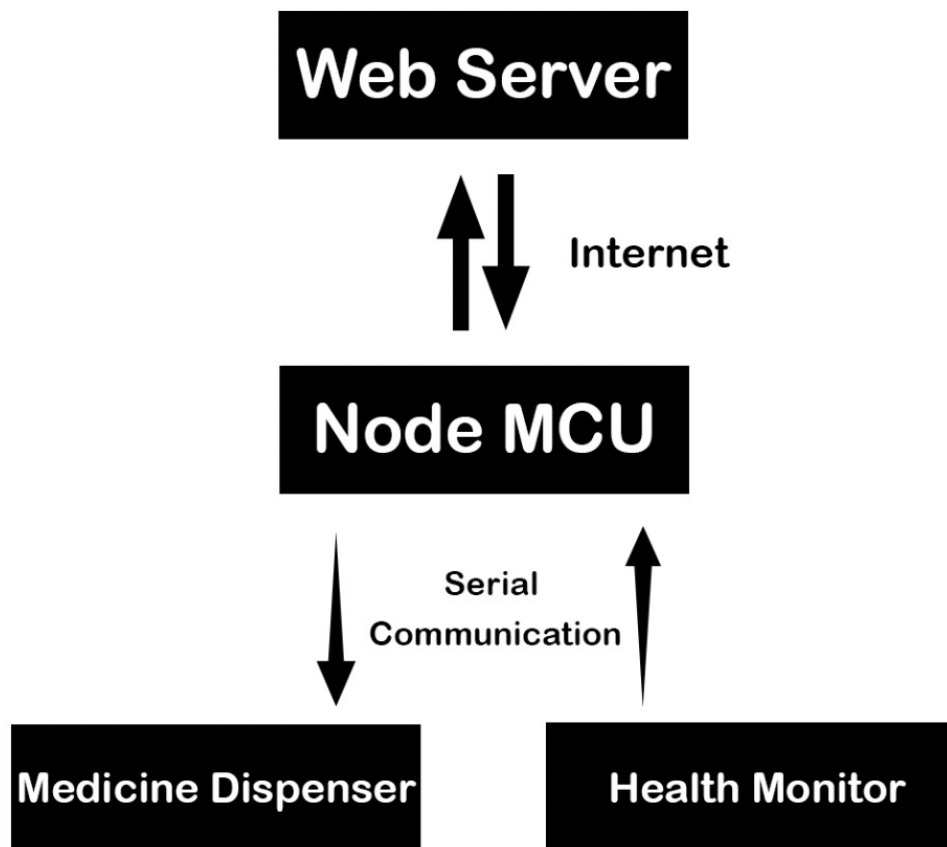 Web Server
Internet
Node MCU
Serial
Communication
Medicine Dispenser
Health Monitor